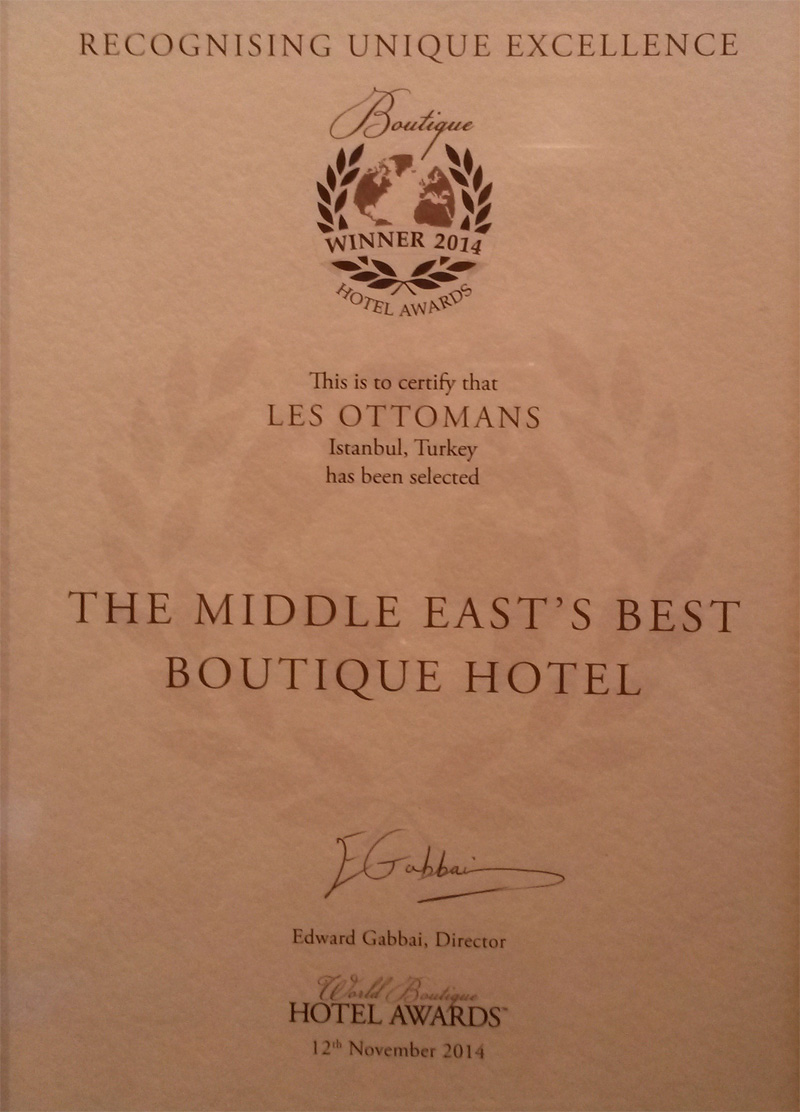 RECOGNISING UNIQUE EXCELLENCE
Boutique
WINNER 2014
HOTEL AWARDS
This is to certify that
LES OTTOMANS
Istanbul, Turkey
has been selected
THE MIDDLE EAST'S BEST
BOUTIQUE HOTEL
EGabbai
Edward Gabbai, Director
World Boutique
HOTEL AWARDS™
12th November 2014